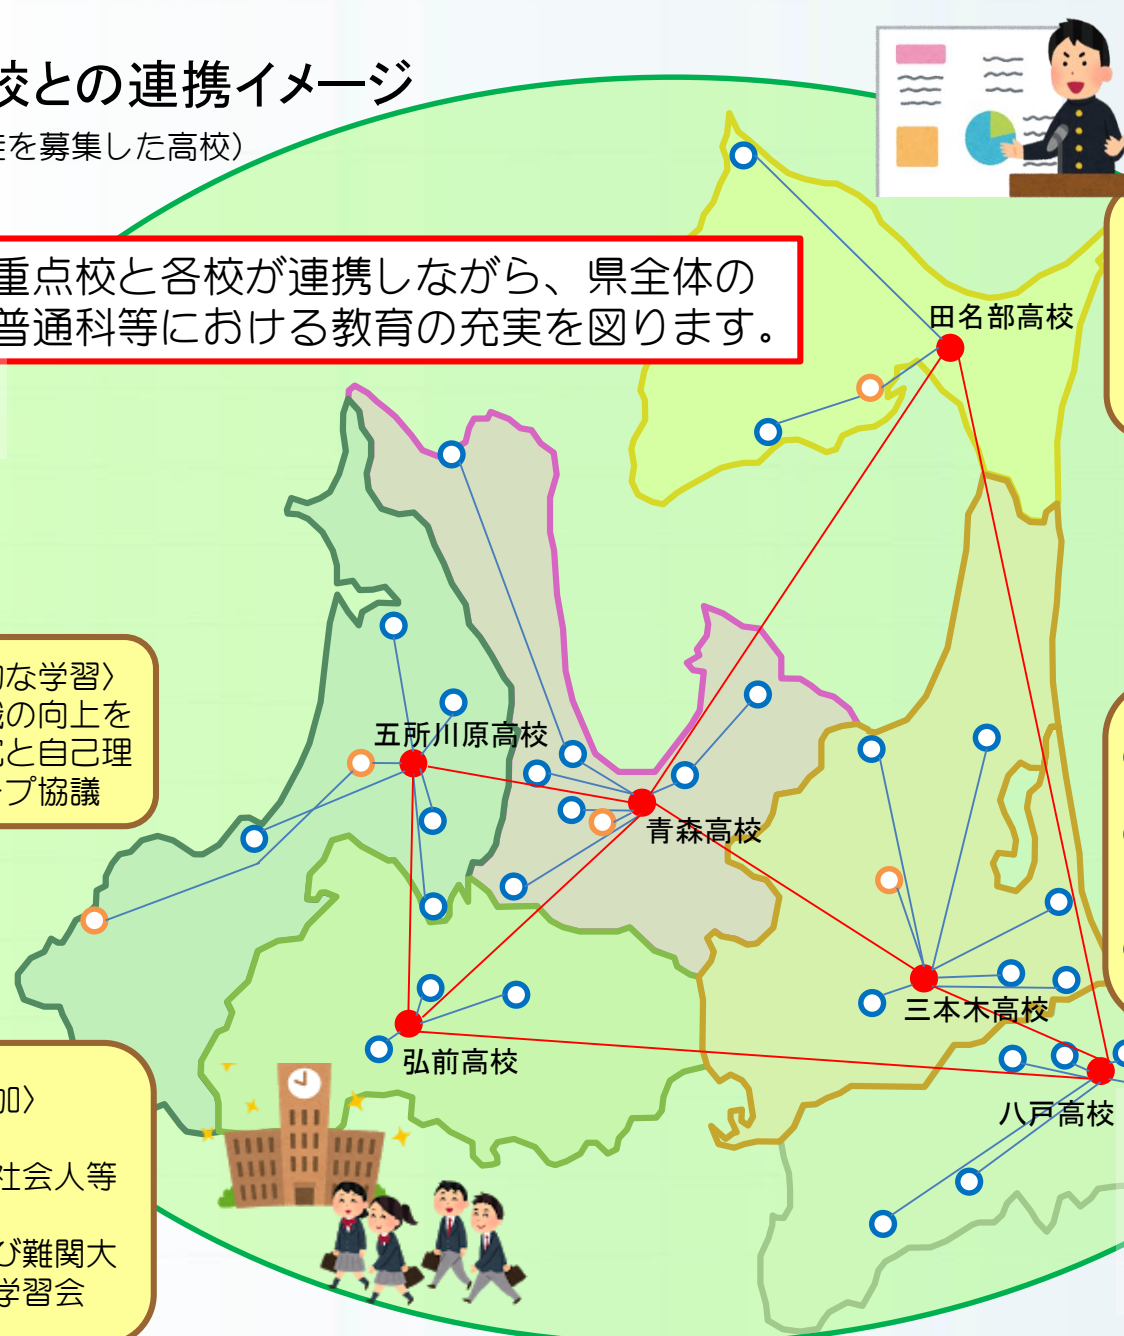 校との連携イメージ
徒を募集した高校）
重点校と各校が連携しながら、県全体の
普通科等における教育の充実を図ります。
田名部高校
な学習〉
の向上を
と自己理
プ協議
五所川原高校
青森高校
三本木高校
弘前高校
八戸高校
加〉
社会人等
び難関大
学習会